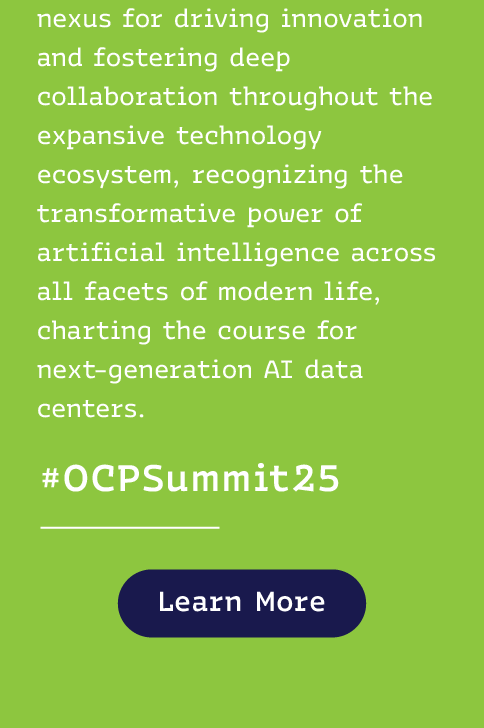 nexus for driving innovation
and fostering deep
collaboration throughout the
expansive technology
ecosystem, recognizing the
transformative power of
artificial intelligence across
all facets of modern life,
charting the course for
next-generation AI data
centers.
#OCPSummit25
Learn More